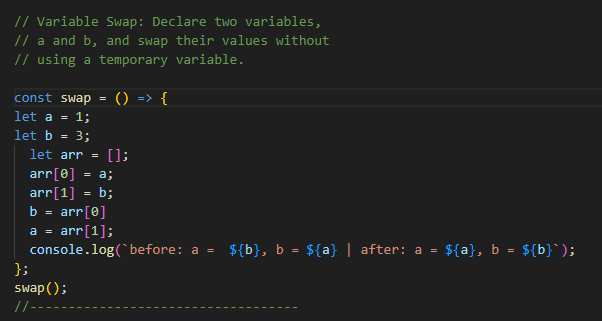 // Variable Swap: Declare two variables,
// a and b, and swap their values without
// using a temporary variable.
const swap = () => {
let a = 1;
let b = 3;
let arr = [];
arr[0] = a;
arr[1] = b;
b = arr[0]
a = arr[1];
console.log(`before: a =  ${b}, b = ${a} | after: a = ${a}, b = ${b}`);
};
swap();
//----------------------------------